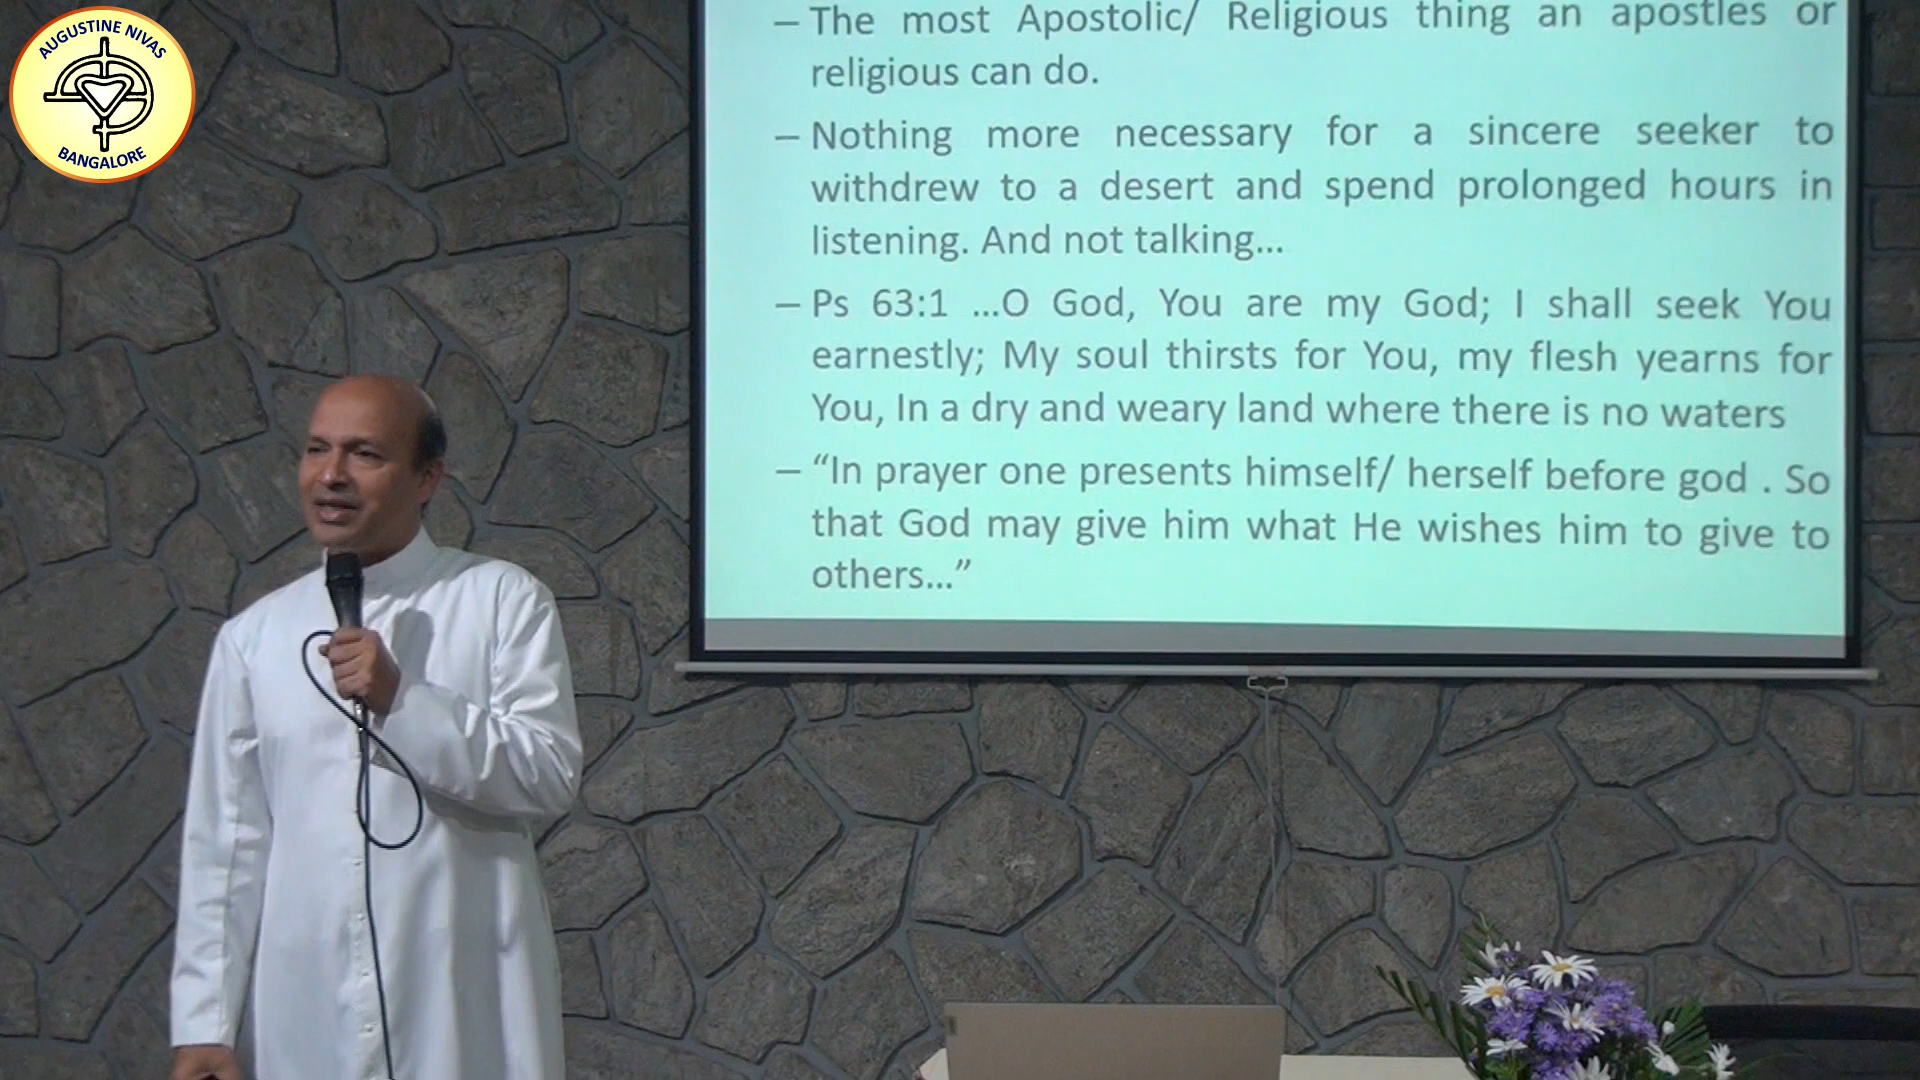 AUGUSTINE NIVAS
BANGALORE
– The most Apostolic/ Religious thing an apostles or
religious can do.
– Nothing more necessary for a sincere seeker to
withdrew to a desert and spend prolonged hours in
listening. And not talking...
– Ps 63:1 ...O God, You are my God; I shall seek You
earnestly; My soul thirsts for You, my flesh yearns for
You, In a dry and weary land where there is no waters
– “In prayer one presents himself/ herself before god . So
that God may give him what He wishes him to give to
others...”